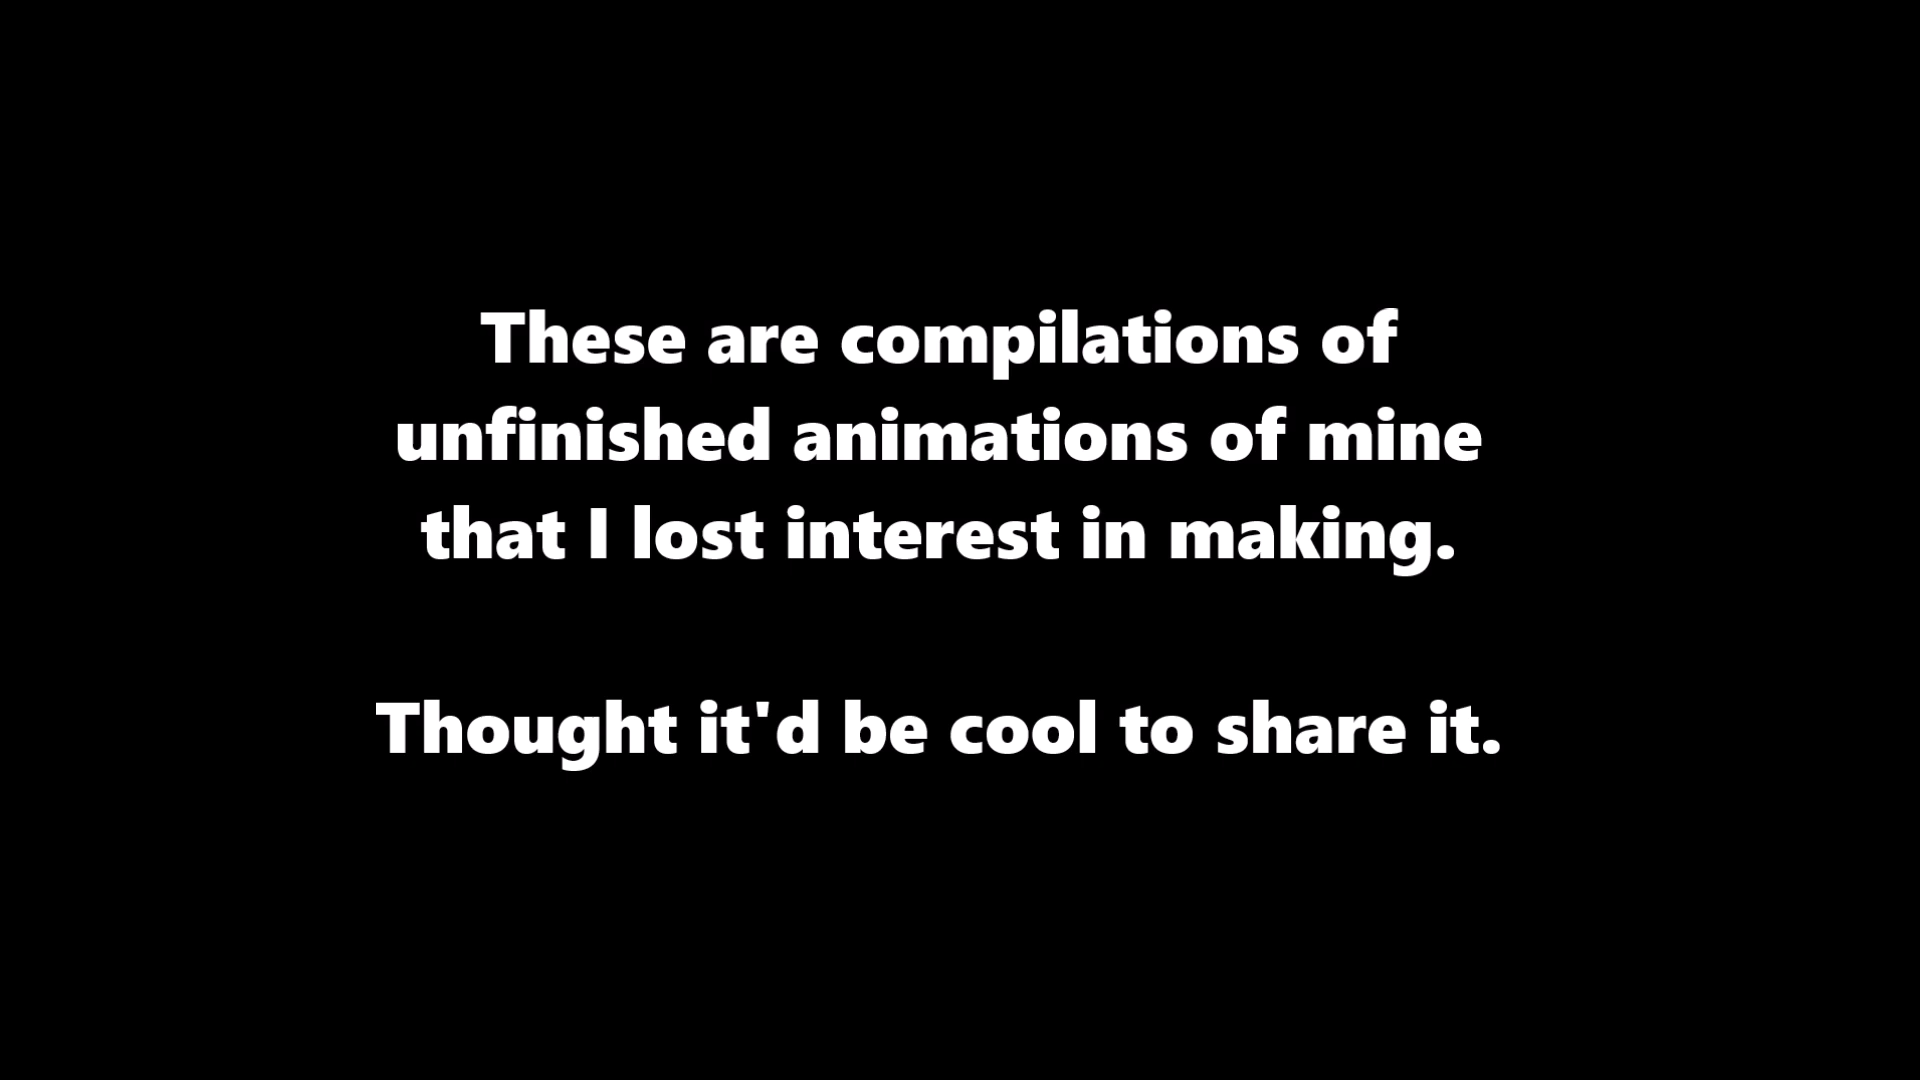 These are compilations of
unfinished animations of mine
that I lost interest in making.
Thought it'd be cool to share it.